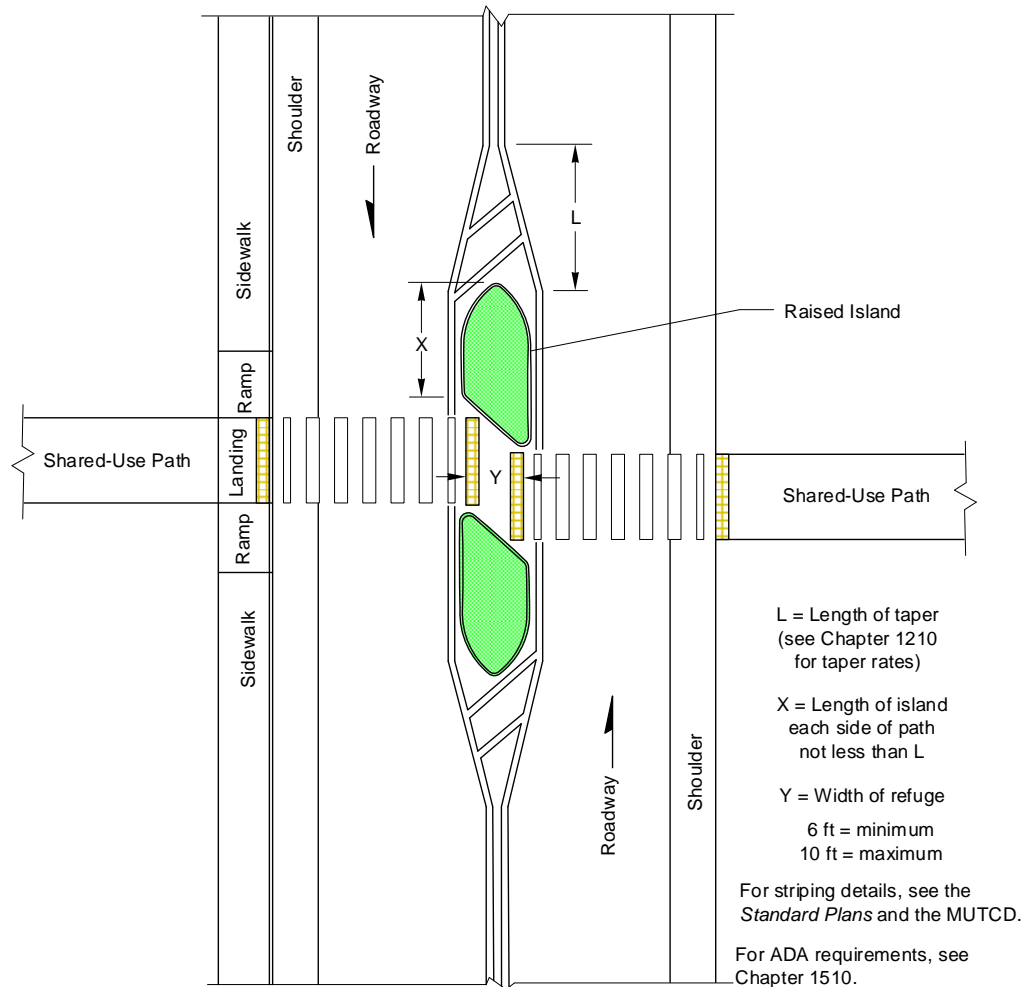 Shoulder
Roadway
Sidewalk
L
Raised Island
X
Ramp
Shared-Use Path
Landing
Y
Shared-Use Path
Ramp
Sidewalk
Roadway
Shoulder
L = Length of taper
(see Chapter 1210
for taper rates)
X = Length of island
each side of path
not less than L
Y = Width of refuge
6 ft = minimum
10 ft = maximum
For striping details, see the
Standard Plans and the MUTCD.
For ADA requirements, see
Chapter 1510.